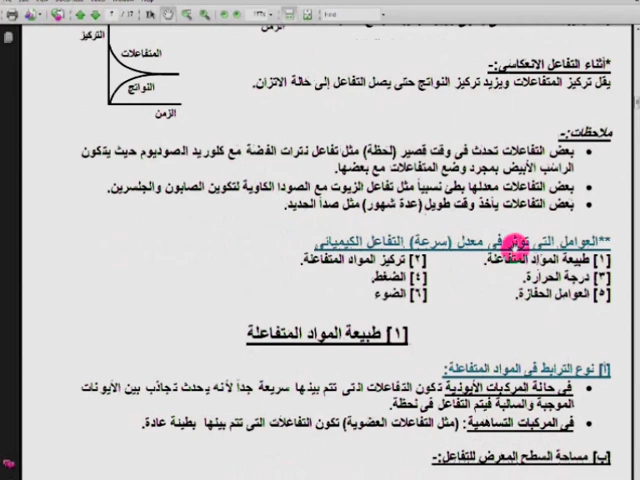 Find
التركيز
الزمن
المتفاعلات
النواتج
الزمن
*أثناء التفاعل الانعكاسى:-
يقل تركيز المتفاعلات ويزيد تركيز النواتج حتى يصل التفاعل إلى حالة الاتزان.
ملاحظات:-
• بعض التفاعلات تحدث فى وقت قصير (لحظة) مثل تفاعل نترات الفضة مع كلوريد الصوديوم حيث يتكون
الراسب الأبيض بمجرد وضع المتفاعلات مع بعضها.
• بعض التفاعلات معدلها بطئ نسبياً مثل تفاعل الزيوت مع الصودا الكاوية لتكوين الصابون والجلسرين.
• بعض التفاعلات يأخذ وقت طويل (عدة شهور) مثل صدأ الحديد.
**العوامل التى تؤثر فى معدل (سرعة) التفاعل الكيميائى
[١] طبيعة المواد المتفاعلة. [٢] تركيز المواد المتفاعلة.
[٣] درجة الحرارة. [٤] الضغط.
[٥] العوامل الحفازة. [٦] الضوء
[١] طبيعة المواد المتفاعلة
[أ] نوع الترابط فى المواد المتفاعلة:
• فى حالة المركبات الأيونية تكون التفاعلات التى تتم بينها سريعة جداً لأنه يحدث تجاذب بين الأيونات
الموجبة والسالبة فيتم التفاعل فى لحظة.
• فى المركبات التساهمية: (مثل التفاعلات العضوية) تكون التفاعلات التى تتم بينها بطيئة عادة.
[ب] مساحة السطح المعرض للتفاعل:-